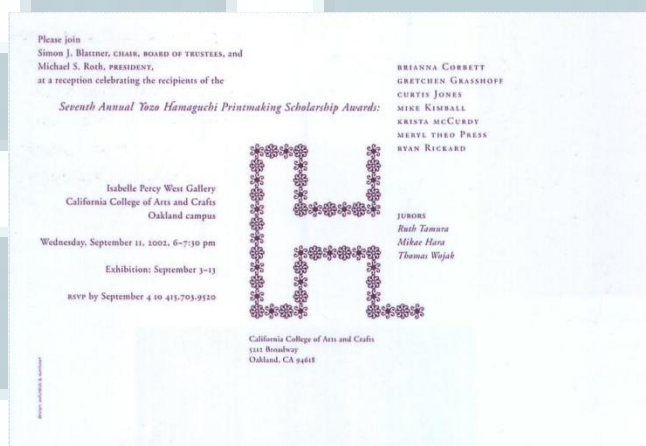 Please join
Simon J. Blattner, CHAIR, BOARD OF TRUSTEES, and
Michael S. Roth, PRESIDENT,
at a reception celebrating the recipients of the
Seventh Annual Yozo Hamaguchi Printmaking Scholarship Awards:
BRIANNA CORBETT
GRETCHEN GRASSHOFF
CURTIS JONES
MIKE KIMBALL
KRISTA MCCURDY
MERYL THEO PRESS
RYAN RICKARD
Isabelle Percy West Gallery
California College of Arts and Crafts
Oakland campus
Wednesday, September 11, 2002, 6–7:30 pm
Exhibition: September 3–13
RSVP by September 4 to 415.703.9520
JURORS
Ruth Tamura
Mikae Hara
Thomas Wojak
California College of Arts and Crafts
5212 Broadway
Oakland, CA 94618